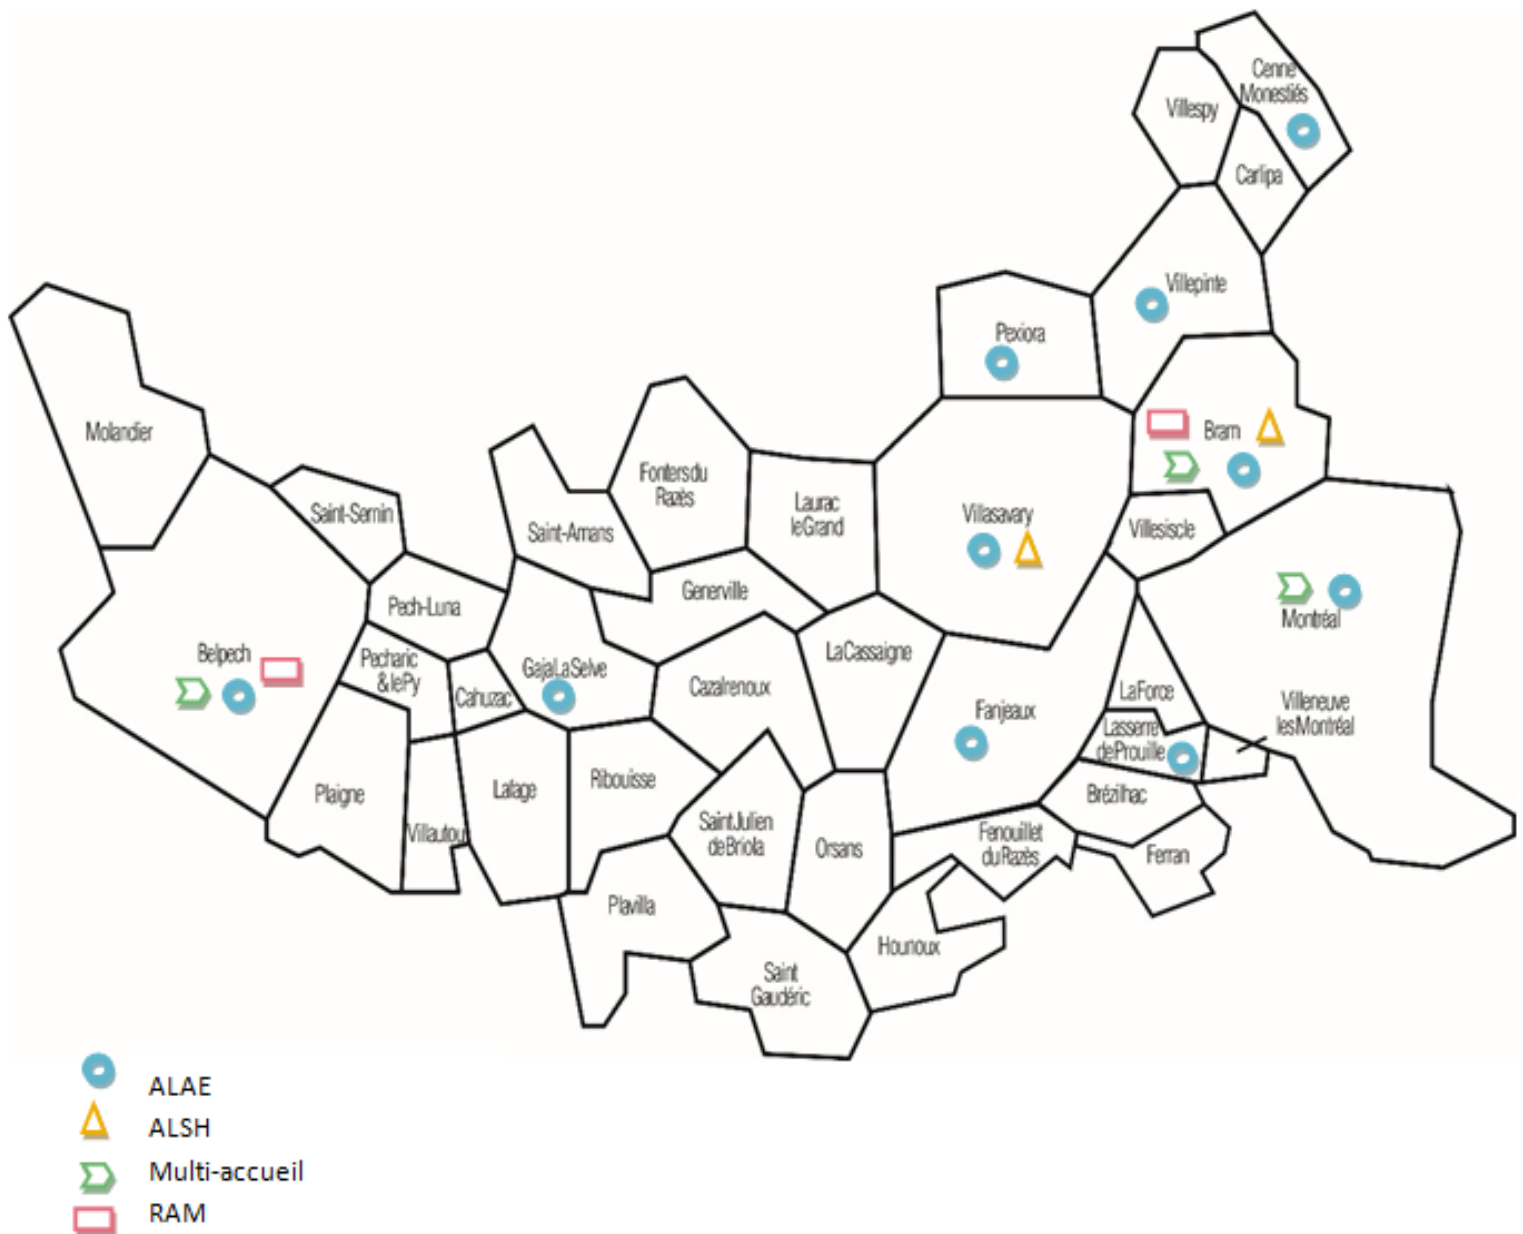 Cenne
Monestiés
Villespy
Carlipa
Villepinte
Pexiora
Bram
Molandier
Fontersdu
Razès
Laurac
leGrand
Saint-Sernin
Saint-Amans
Villasavary
Villesiscle
Generville
Pech-Luna
Montréal
Belpech
Pecharic
&lePy
GajaLaSelve
LaCassaigne
Cahuzac
Cazalrenoux
LaForce
Villeneuve
lesMontréal
Fanjeaux
Lasserre
deProuille
Plaigne
Lafage
Ribouisse
Brézilhac
Villautou
SaintJulien
deBriola
Orsans
Fenouillet
duRazès
Ferran
Plavilla
Hounoux
Saint
Gaudéric
ALAE
ALSH
Multi-accueil
RAM